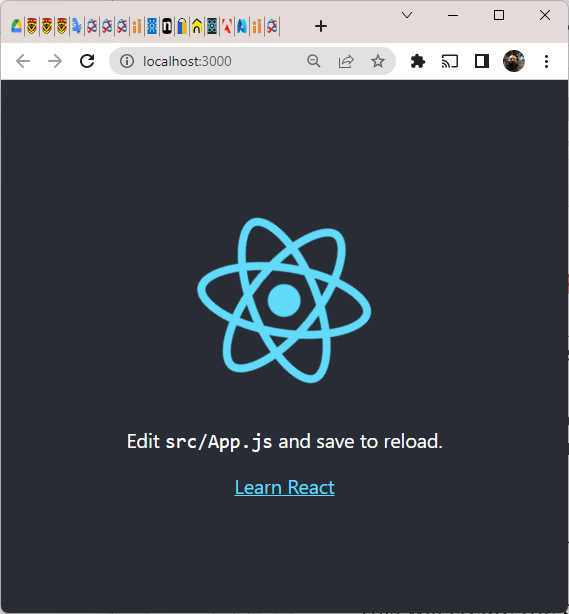 localhost:3000
Edit src/App.js and save to reload.
Learn React